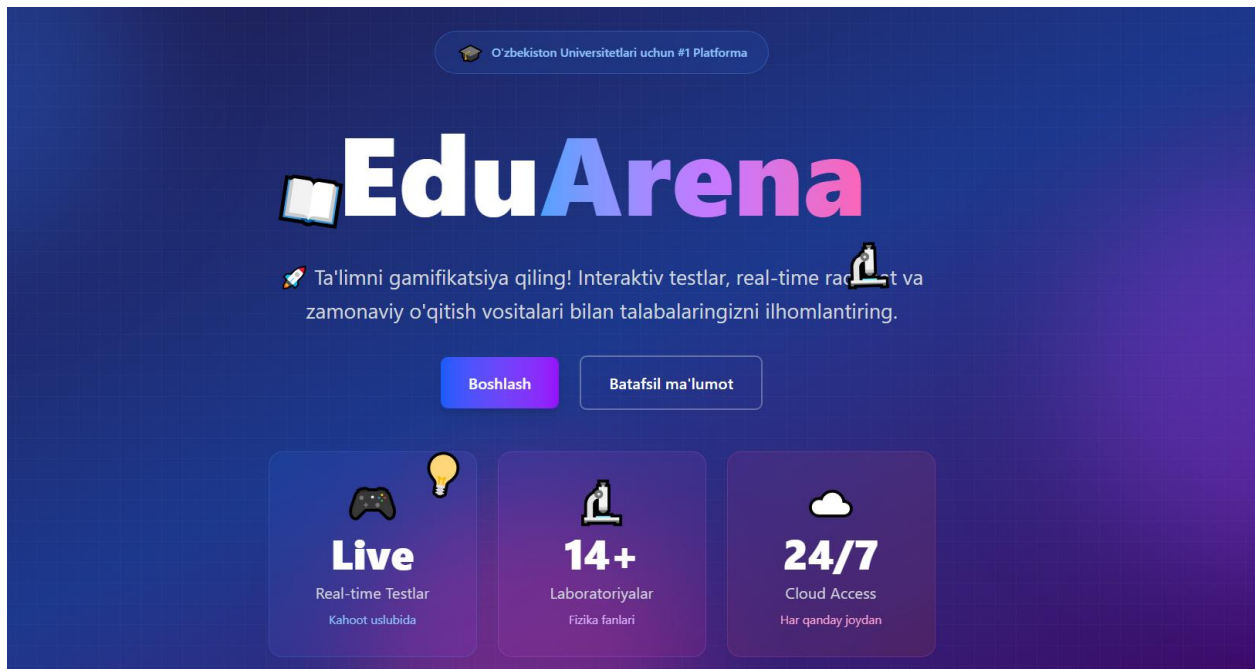 O'zbekiston Universitetlari uchun #1 Platforma
EduArena
Ta'limni gamifikatsiya qiling! Interaktiv testlar, real-time va
zamonaviy o'qitish vositalari bilan talabalaringizni ilhomlantiring.
Boshlash
Batafsil ma'lumot
Live
Real-time Testlar
Kahoot uslubida
14+
Laboratoriyalar
Fizika fanlari
24/7
Cloud Access
Har qanday joydan